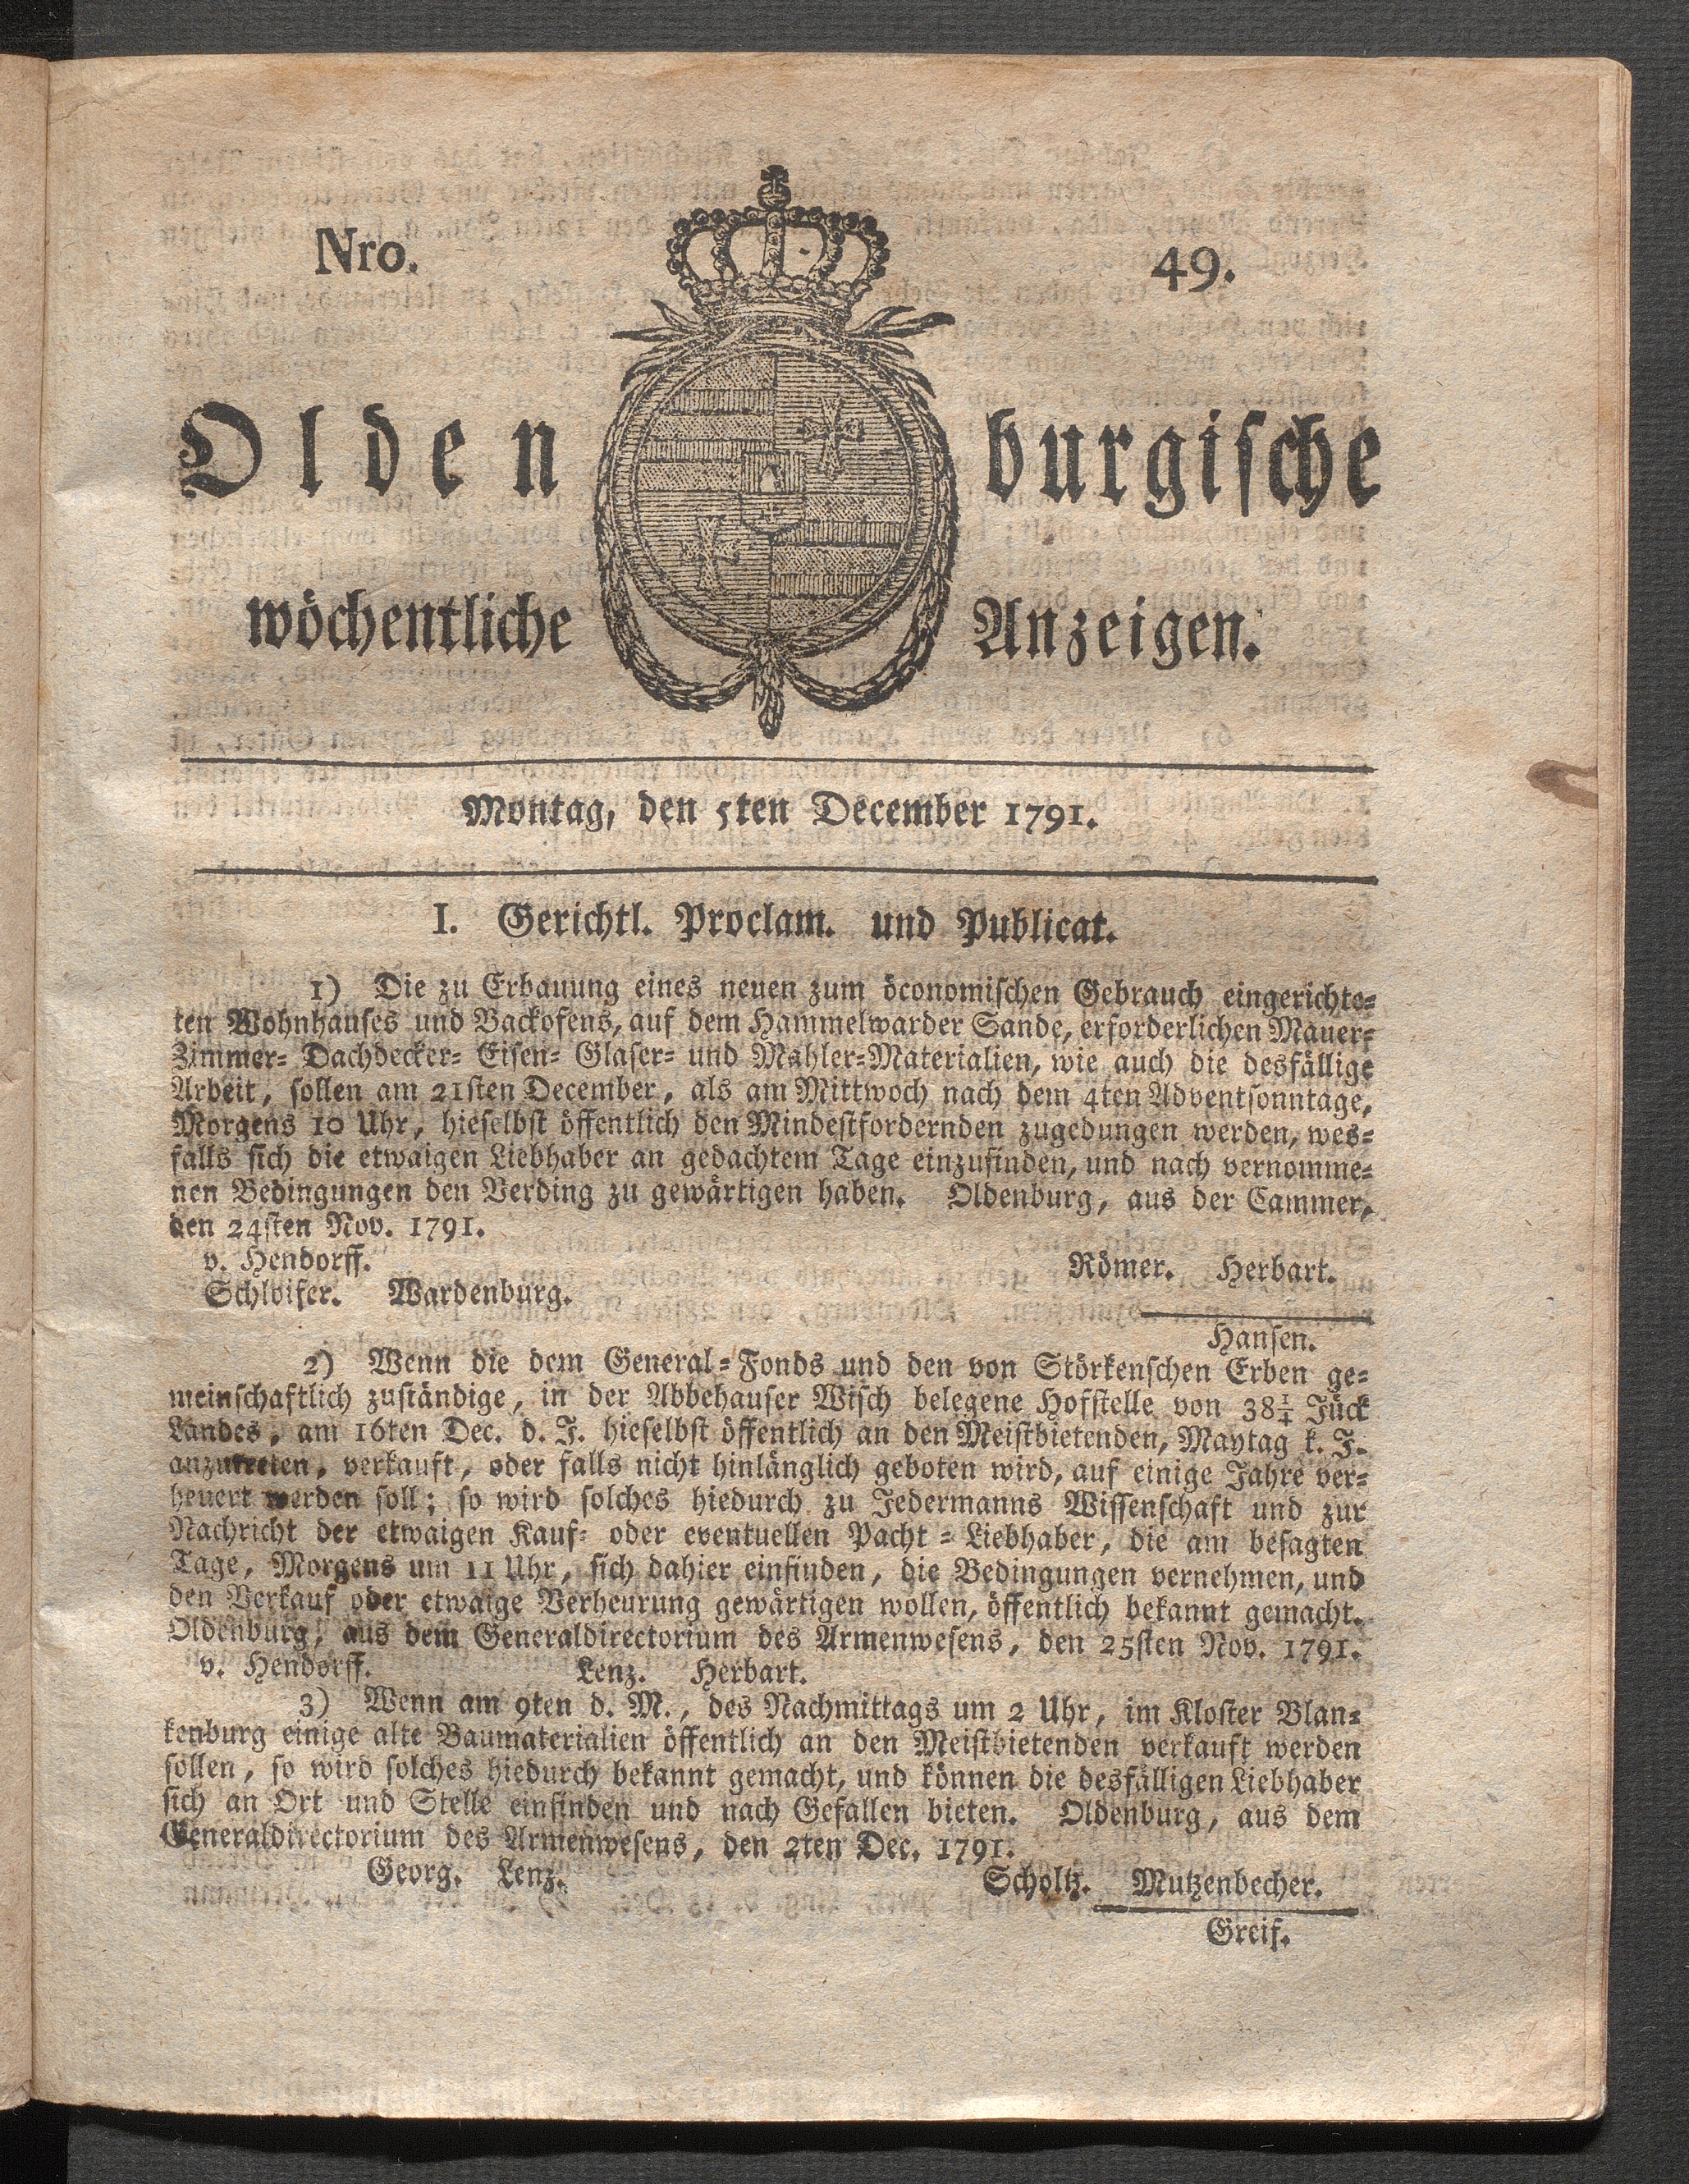 Nro. 49.
Oldenburgische
wöchentliche Anzeigen.
Montag, den 5ten December 1791.
I. Gerichtl. Proclam. und Publicat.
1) Die zu Erbauung eines neuen zum öconomischen Gebrauch eingerichte-
ten Wohnhauses und Backofens, auf dem Hammelwarder Sande, erforderlichen Mauer-
Zimmer- Dachdecker- Eisen- Glaser- und Mahler-Materialien, wie auch die desfällige
Arbeit, sollen am 21sten December, als am Mittwoch nach dem 4ten Adventsonntage,
Morgens 10 Uhr, hieselbst öffentlich den Mindestfordernden zugedungen werden, wes-
falls sich die etwaigen Liebhaber an gedachtem Tage einzufinden, und nach vernomme-
nen Bedingungen den Verding zu gewärtigen haben. Oldenburg, aus der Cammer,
den 24sten Nov. 1791.
v. Hendorff. Römer. Herbart.
Schloifer. Wardenburg.
Hansen.
2) Wenn die dem General-Fonds und den von Störkenschen Erben ge-
meinschaftlich zuständige, in der Abbehauser Wisch belegene Hofstelle von 38¼ Jück
Landes, am 16ten Dec. d. J. hieselbst öffentlich an den Meistbietenden, Maytag k. J.
anzutreten, verkauft, oder falls nicht hinlänglich geboten wird, auf einige Jahre ver-
heuert werden soll; so wird solches hiedurch zu Jedermanns Wissenschaft und zur
Nachricht der etwaigen Kauf- oder eventuellen Pacht-Liebhaber, die am besagten
Tage, Morgens um 11 Uhr, sich dahier einfinden, die Bedingungen vernehmen, und
den Verkauf oder etwaige Verheurung gewärtigen wollen, öffentlich bekannt gemacht.
Oldenburg, aus dem Generaldirectorium des Armenwesens, den 25sten Nov. 1791.
v. Hendorff. Lenz. Herbart.
3) Wenn am 9ten d. M., des Nachmittags um 2 Uhr, im Kloster Blan-
kenburg einige alte Baumaterialien öffentlich an den Meistbietenden verkauft werden
sollen, so wird solches hiedurch bekannt gemacht, und können die desfälligen Liebhaber
sich an Ort und Stelle einfinden und nach Gefallen bieten. Oldenburg, aus dem
Generaldirectorium des Armenwesens, den 2ten Dec. 1791.
Georg. Lenz. Scholtz. Mutzenbecher.
Greif.